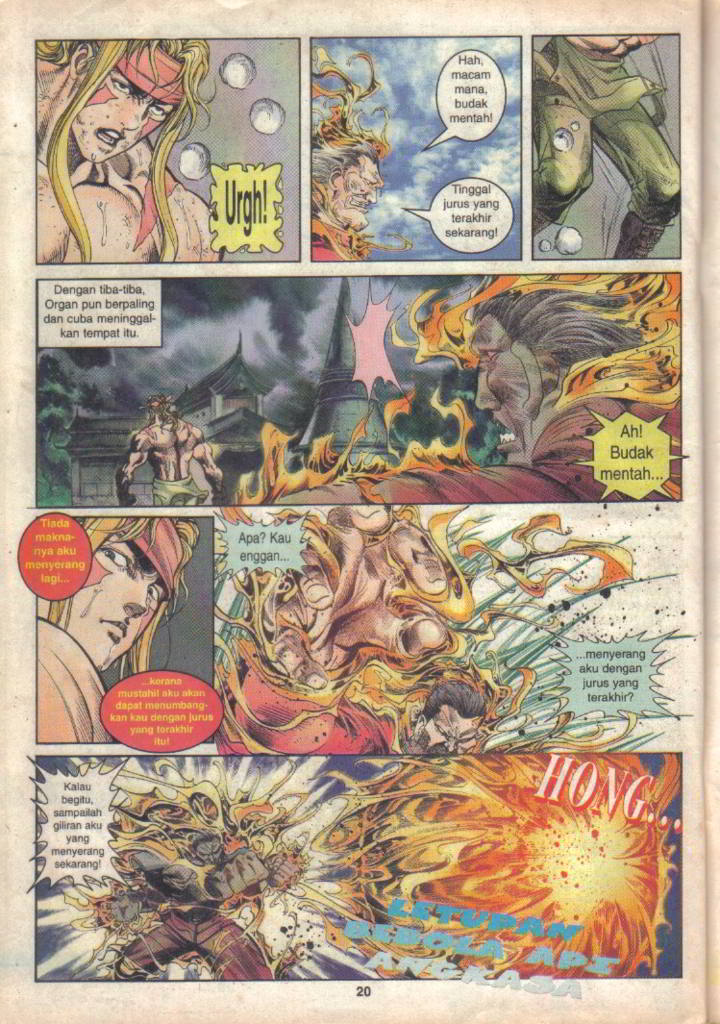 Urgh!
Hah,
macam
mana,
budak
mentah!
Tinggal
jurus yang
terakhir
sekarang!
Dengan tiba-tiba,
Organ pun berpaling
dan cuba meninggal-
kan tempat itu.
Ah!
Budak
mentah...
Tiada
makna-
nya aku
menyerang
lagi...
...kerana
mustahil aku akan
dapat menumbang-
kan kau dengan jurus
yang terakhir
itu!
Apa? Kau
enggan...
...menyerang
aku dengan
jurus yang
terakhir?
Kalau
begitu,
sampailah
giliran aku
yang
menyerang
sekarang!
HONG...
LETUPAN
BEBOLA API
ANGKASA
20